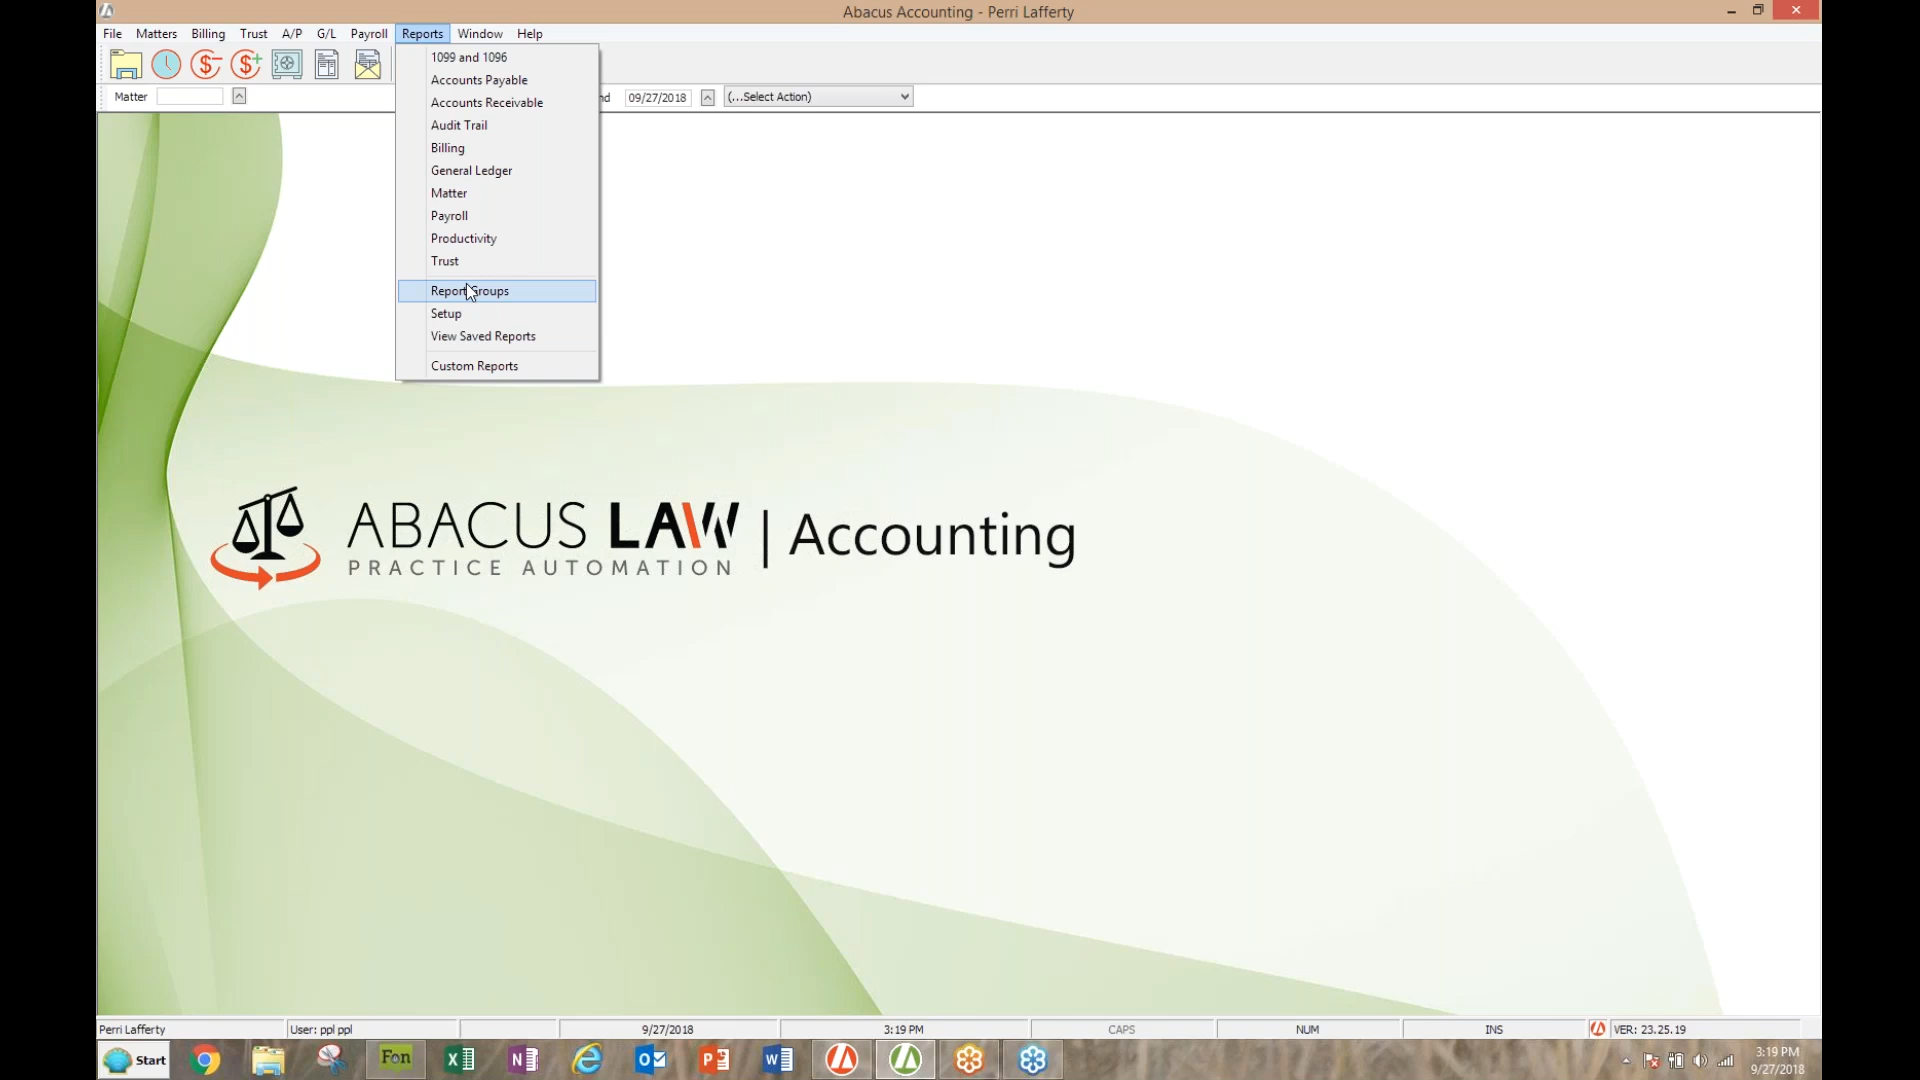 Abacus Accounting - Perri Lafferty
File Matters Billing Trust A/P G/L Payroll Reports Window Help
Matter
09/27/2018 (...Select Action)
1099 and 1096
Accounts Payable
Accounts Receivable
Audit Trail
Billing
General Ledger
Matter
Payroll
Productivity
Trust
Report Groups
Setup
View Saved Reports
Custom Reports
ABACUS LAW | Accounting
PRACTICE AUTOMATION
Perri Lafferty User: ppl ppl 9/27/2018 3:19 PM CAPS NUM INS VER: 23.25.19
Start Fon 3:19 PM
9/27/2018